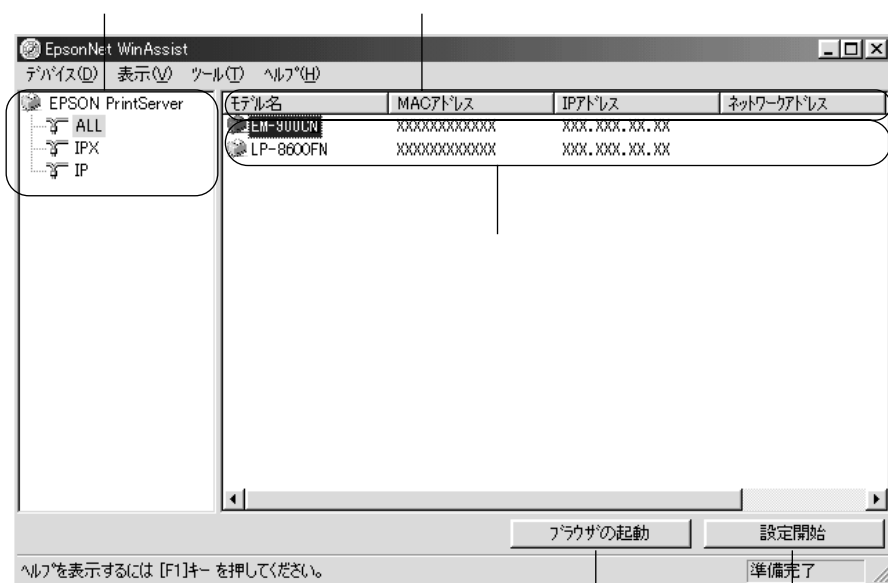 EpsonNet WinAssist
ﾃﾞﾊﾞｲｽ(D) 表示(V) ﾂｰﾙ(T) ﾍﾙﾌﾟ(H)
EPSON PrintServer
ALL
IPX
IP
ﾓﾃﾞﾙ名 MACｱﾄﾞﾚｽ IPｱﾄﾞﾚｽ ﾈｯﾄﾜｰｸｱﾄﾞﾚｽ
EM-900CN XXXXXXXXXXXX XXX.XXX.XX.XX
LP-8600FN XXXXXXXXXXXX XXX.XXX.XX.XX
ﾌﾞﾗｳｻﾞの起動 設定開始
ﾍﾙﾌﾟを表示するには [F1]ｷｰ を押してください。 準備完了